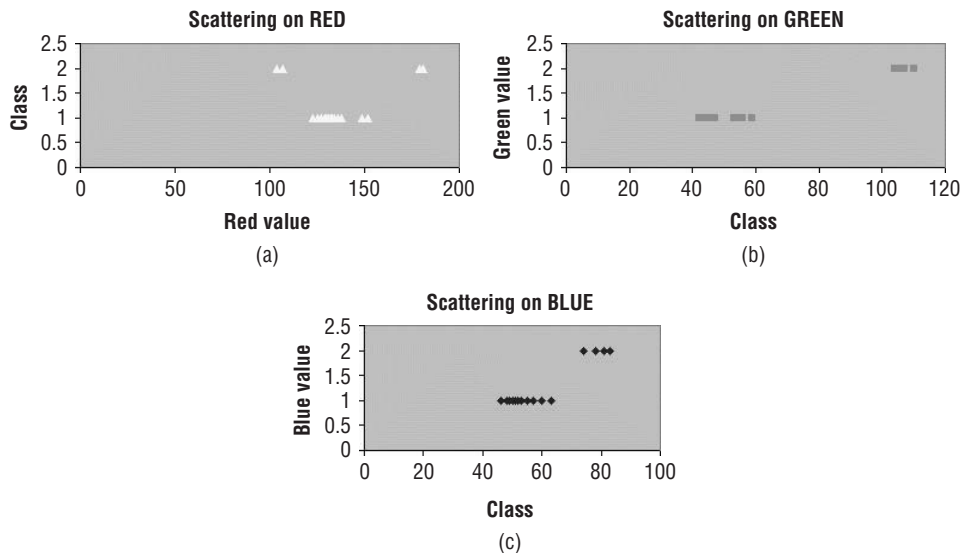 Scattering on RED
2.5
2
1.5
1
0.5
0
Class
0 50 100 150 200
Red value
(a)
Scattering on GREEN
2.5
2
1.5
1
0.5
0
Green value
0 20 40 60 80 100 120
Class
(b)
Scattering on BLUE
2.5
2
1.5
1
0.5
0
Blue value
0 20 40 60 80 100
Class
(c)